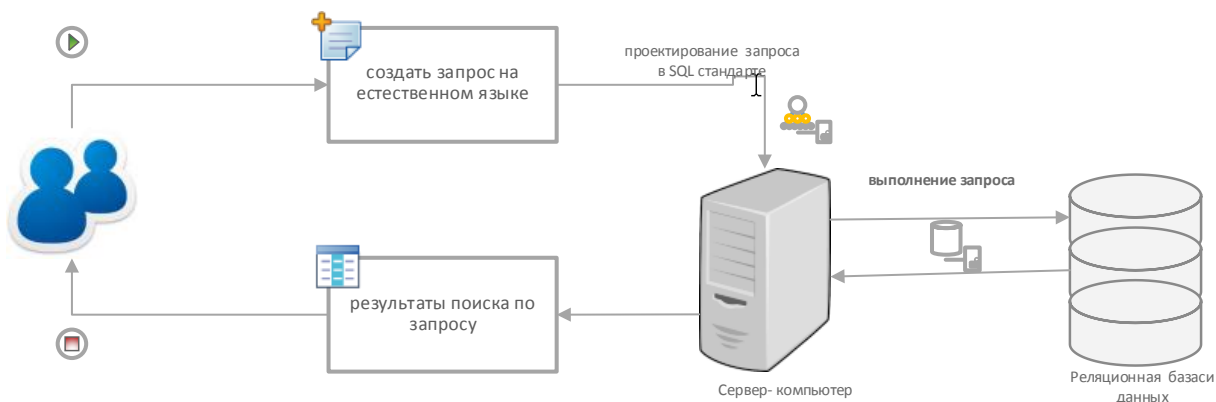 проектирование запроса
в SQL стандарте
создать запрос на
естественном языке
выполнение запроса
результаты поиска по
запросу
Сервер- компьютер
Реляционная базаси
данных